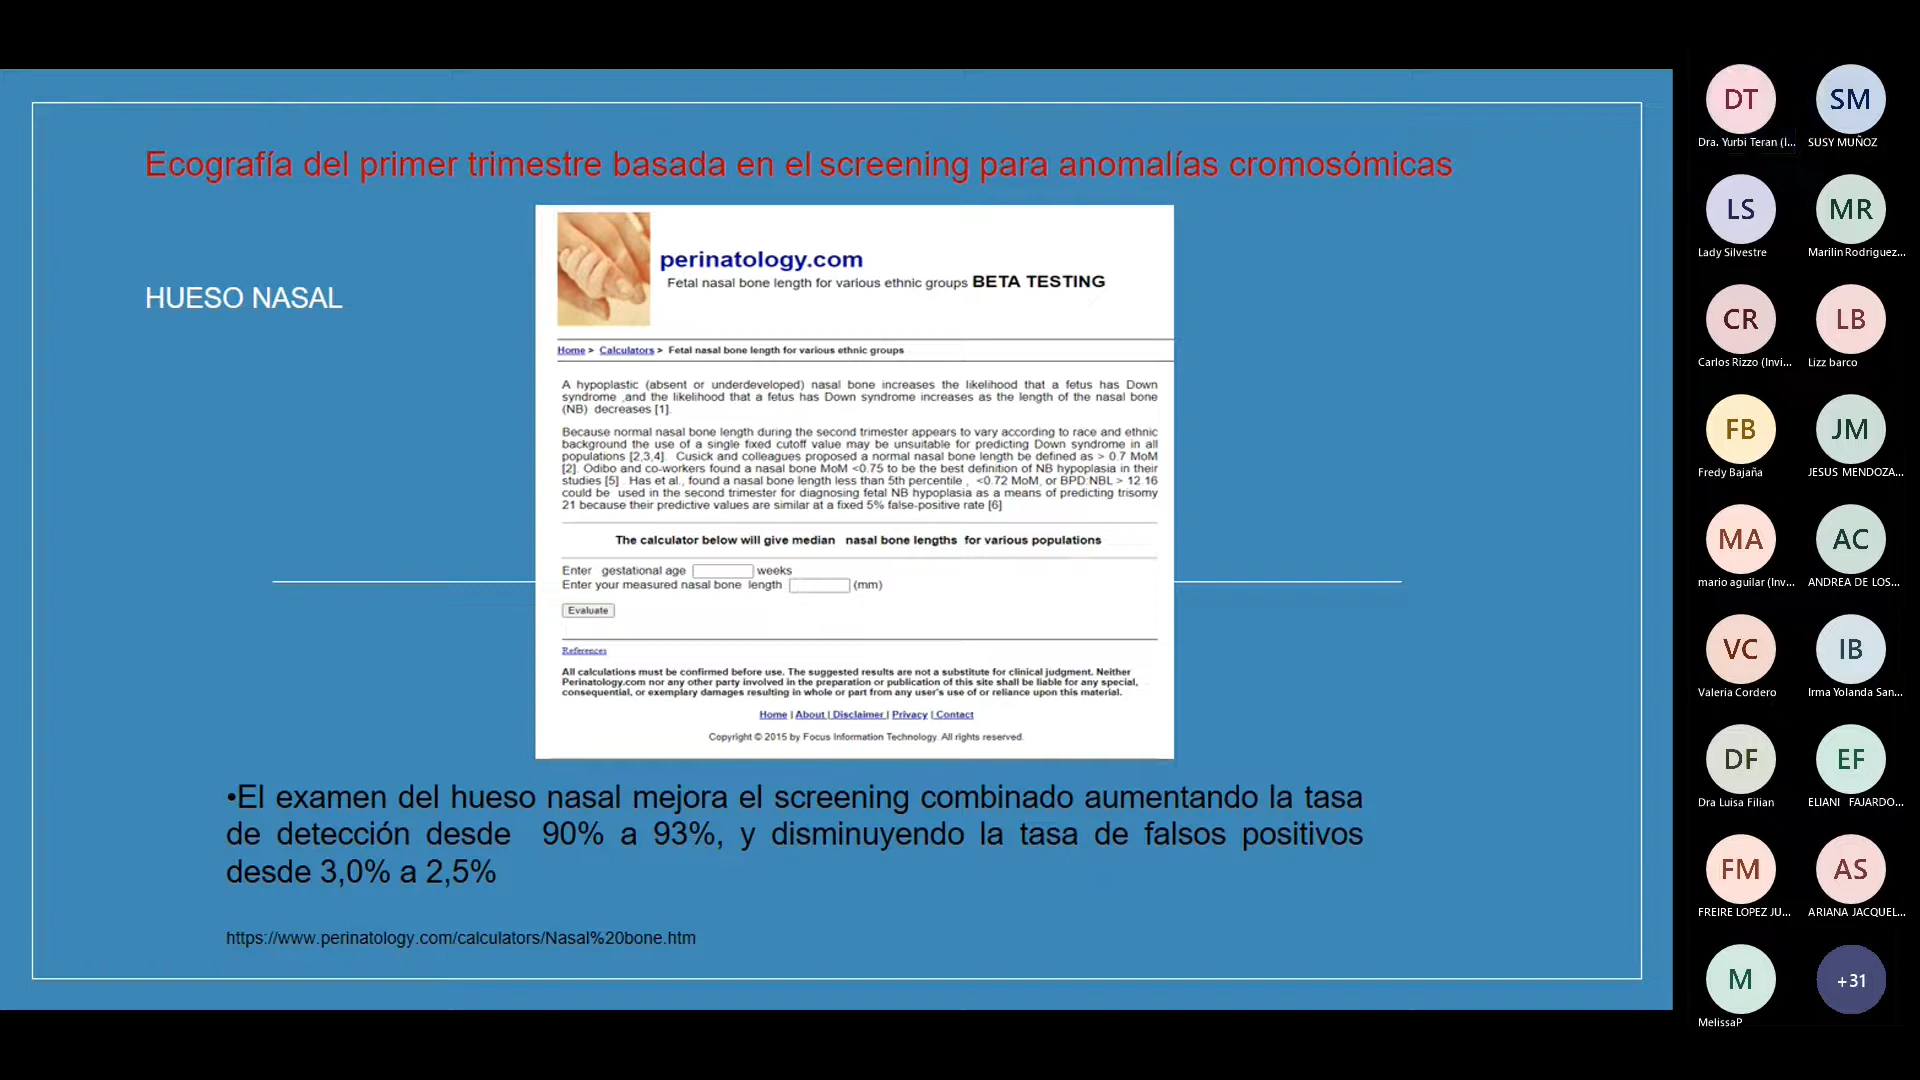 Ecografía del primer trimestre basada en el screening para anomalías cromosómicas
HUESO NASAL
perinatology.com
Fetal nasal bone length for various ethnic groups BETA TESTING
Home > Calculators > Fetal nasal bone length for various ethnic groups
A hypoplastic (absent or underdeveloped) nasal bone increases the likelihood that a fetus has Down
syndrome ,and the likelihood that a fetus has Down syndrome increases as the length of the nasal bone
(NB) decreases [1].
Because normal nasal bone length during the second trimester appears to vary according to race and ethnic
background the use of a single fixed cutoff value may be unsuitable for predicting Down syndrome in all
populations [2,3,4]. Cusick and colleagues proposed a normal nasal bone length be defined as > 0.7 MoM
[2]. Odibo and co-workers found a nasal bone MoM <0.75 to be the best definition of NB hypoplasia in their
studies [5] . Has et al., found a nasal bone length less than 5th percentile , <0.72 MoM, or BPD:NBL > 12.16
could be used in the second trimester for diagnosing fetal NB hypoplasia as a means of predicting trisomy
21 because their predictive values are similar at a fixed 5% false-positive rate [6]
The calculator below will give median nasal bone lengths for various populations
Enter gestational age weeks
Enter your measured nasal bone length (mm)
Evaluate
References
All calculations must be confirmed before use. The suggested results are not a substitute for clinical judgment. Neither
Perinatology.com nor any other party involved in the preparation or publication of this site shall be liable for any special,
consequential, or exemplary damages resulting in whole or part from any user's use of or reliance upon this material.
Home | About | Disclaimer | Privacy | Contact
Copyright © 2015 by Focus Information Technology. All rights reserved.
•El examen del hueso nasal mejora el screening combinado aumentando la tasa
de detección desde 90% a 93%, y disminuyendo la tasa de falsos positivos
desde 3,0% a 2,5%
https://www.perinatology.com/calculators/Nasal%20bone.htm
DT SM
Dra. Yurbi Teran (I... SUSY MUÑOZ
LS MR
Lady Silvestre Marilin Rodriguez...
CR LB
Carlos Rizzo (Invi... Lizz barco
FB JM
Fredy Bajaña JESUS MENDOZA...
MA AC
mario aguilar (Inv... ANDREA DE LOS...
VC IB
Valeria Cordero Irma Yolanda San...
DF EF
Dra Luisa Filian ELIANI FAJARDO...
FM AS
FREIRE LOPEZ JU... ARIANA JACQUEL...
M +31
MelissaP